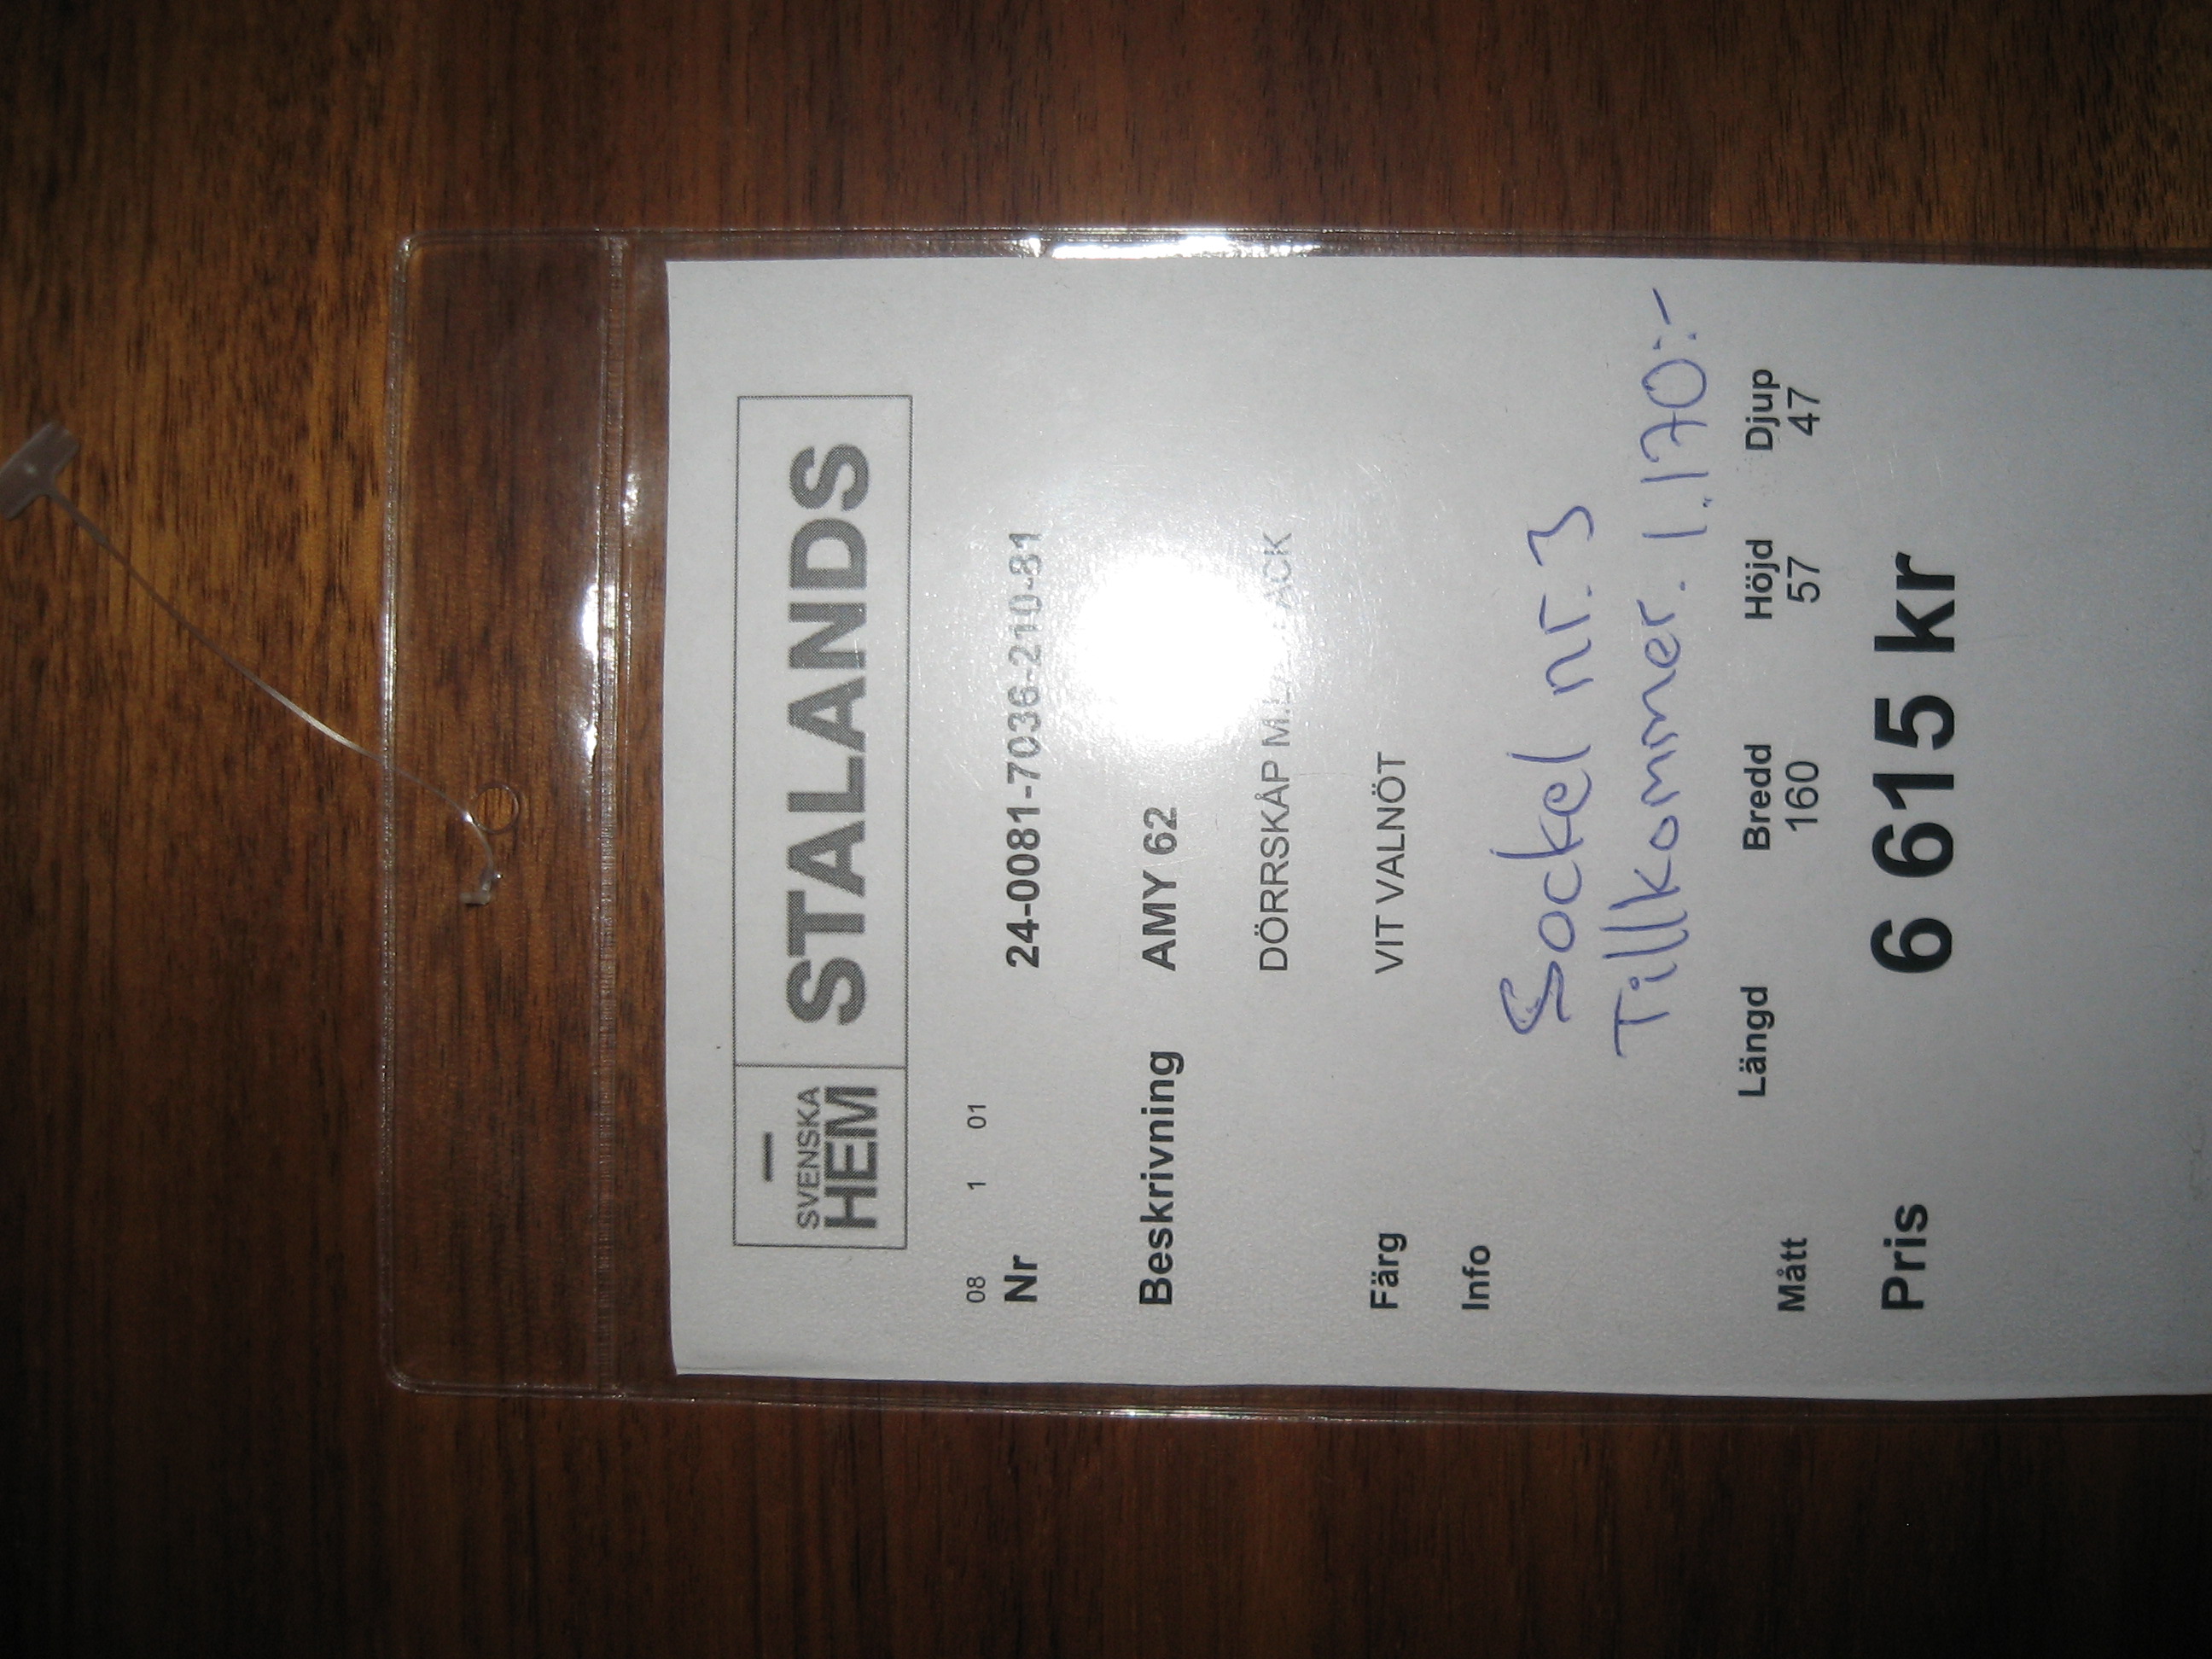 SVENSKA
HEM
STALANDS
08 1 01
Nr 24-0081-7036-210-81
Beskrivning AMY 62
DÖRRSKÅP
Färg VIT VALNÖT
Info
Sockel nr. 3
Tillkommer. 1.170:-
Längd Bredd Höjd Djup
Mått 160 57 47
Pris 6 615 kr